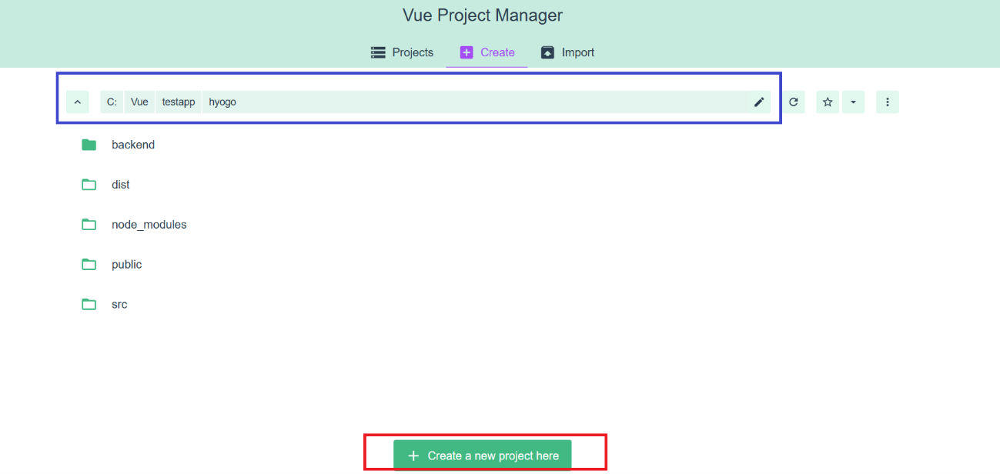 Vue Project Manager
Projects Create Import
C: Vue testapp hyogo
backend
dist
node_modules
public
src
Create a new project here